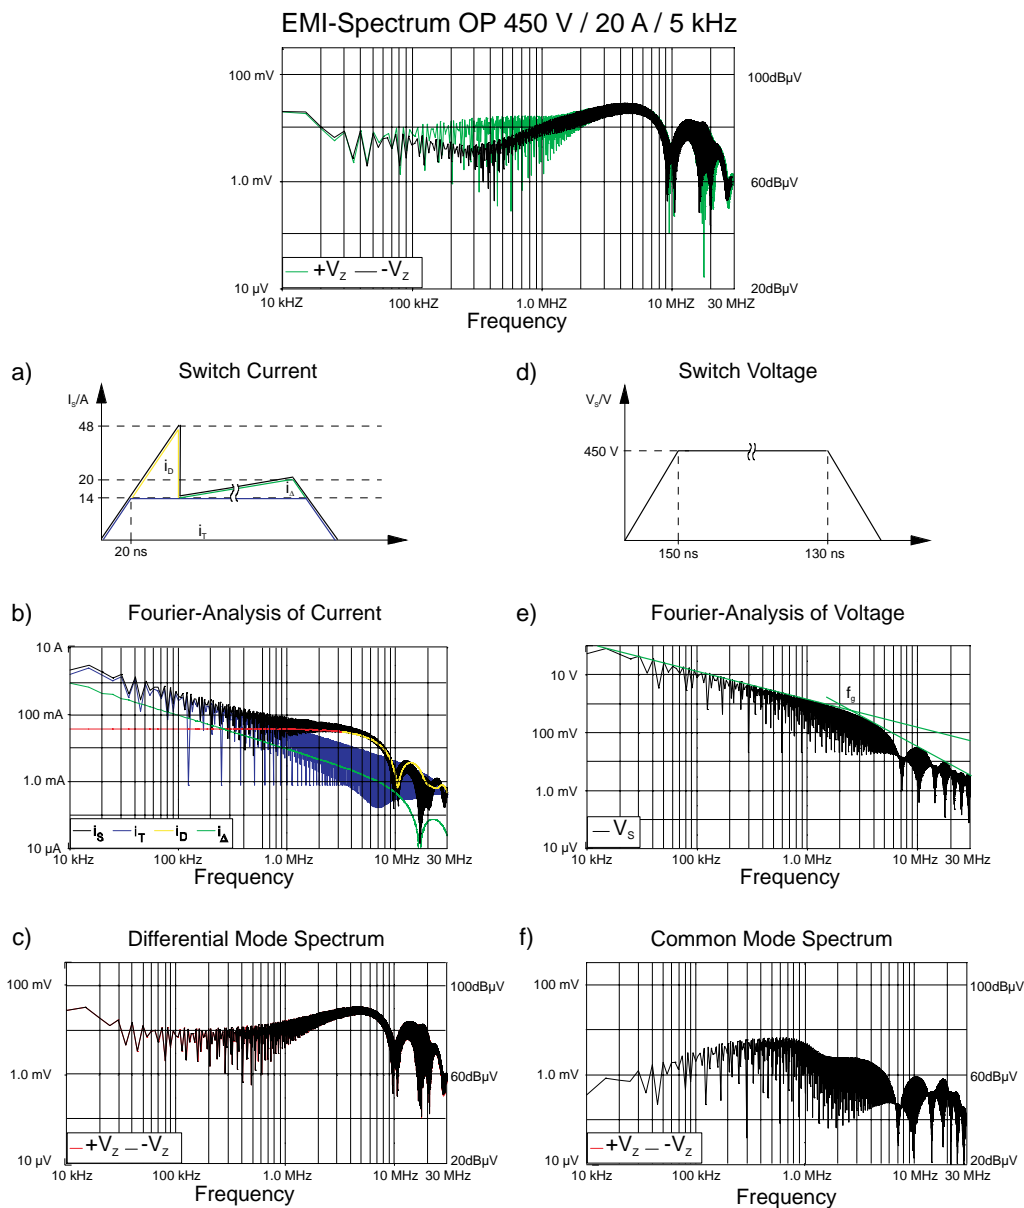 EMI-Spectrum OP 450 V / 20 A / 5 kHz
100 mV
100dBµV
1.0 mV
60dBµV
10 µV
20dBµV
+VZ -VZ
10 kHZ 100 kHZ 1.0 MHZ 10 MHZ 30 MHZ
Frequency
a) Switch Current
IS/A
48
20
14
iD
iΔ
iT
20 ns
d) Switch Voltage
VS/V
450 V
150 ns 130 ns
b) Fourier-Analysis of Current
10 A
100 mA
1.0 mA
10 µA
iS iT iD iΔ
10 kHz 100 kHz 1.0 MHz 10 MHz 30 MHz
Frequency
e) Fourier-Analysis of Voltage
10 V
100 mV
1.0 mV
10 µV
fg
VS
10 kHz 100 kHz 1.0 MHz 10 MHz 30 MHz
Frequency
c) Differential Mode Spectrum
100 mV
100dBµV
1.0 mV
60dBµV
10 µV
20dBµV
+VZ -VZ
10 kHz 100 kHz 1.0 MHz 10 MHz 30 MHz
Frequency
f) Common Mode Spectrum
100 mV
100dBµV
1.0 mV
60dBµV
10 µV
20dBµV
+VZ -VZ
10 kHz 100 kHz 1.0 MHz 10 MHz 30 MHz
Frequency